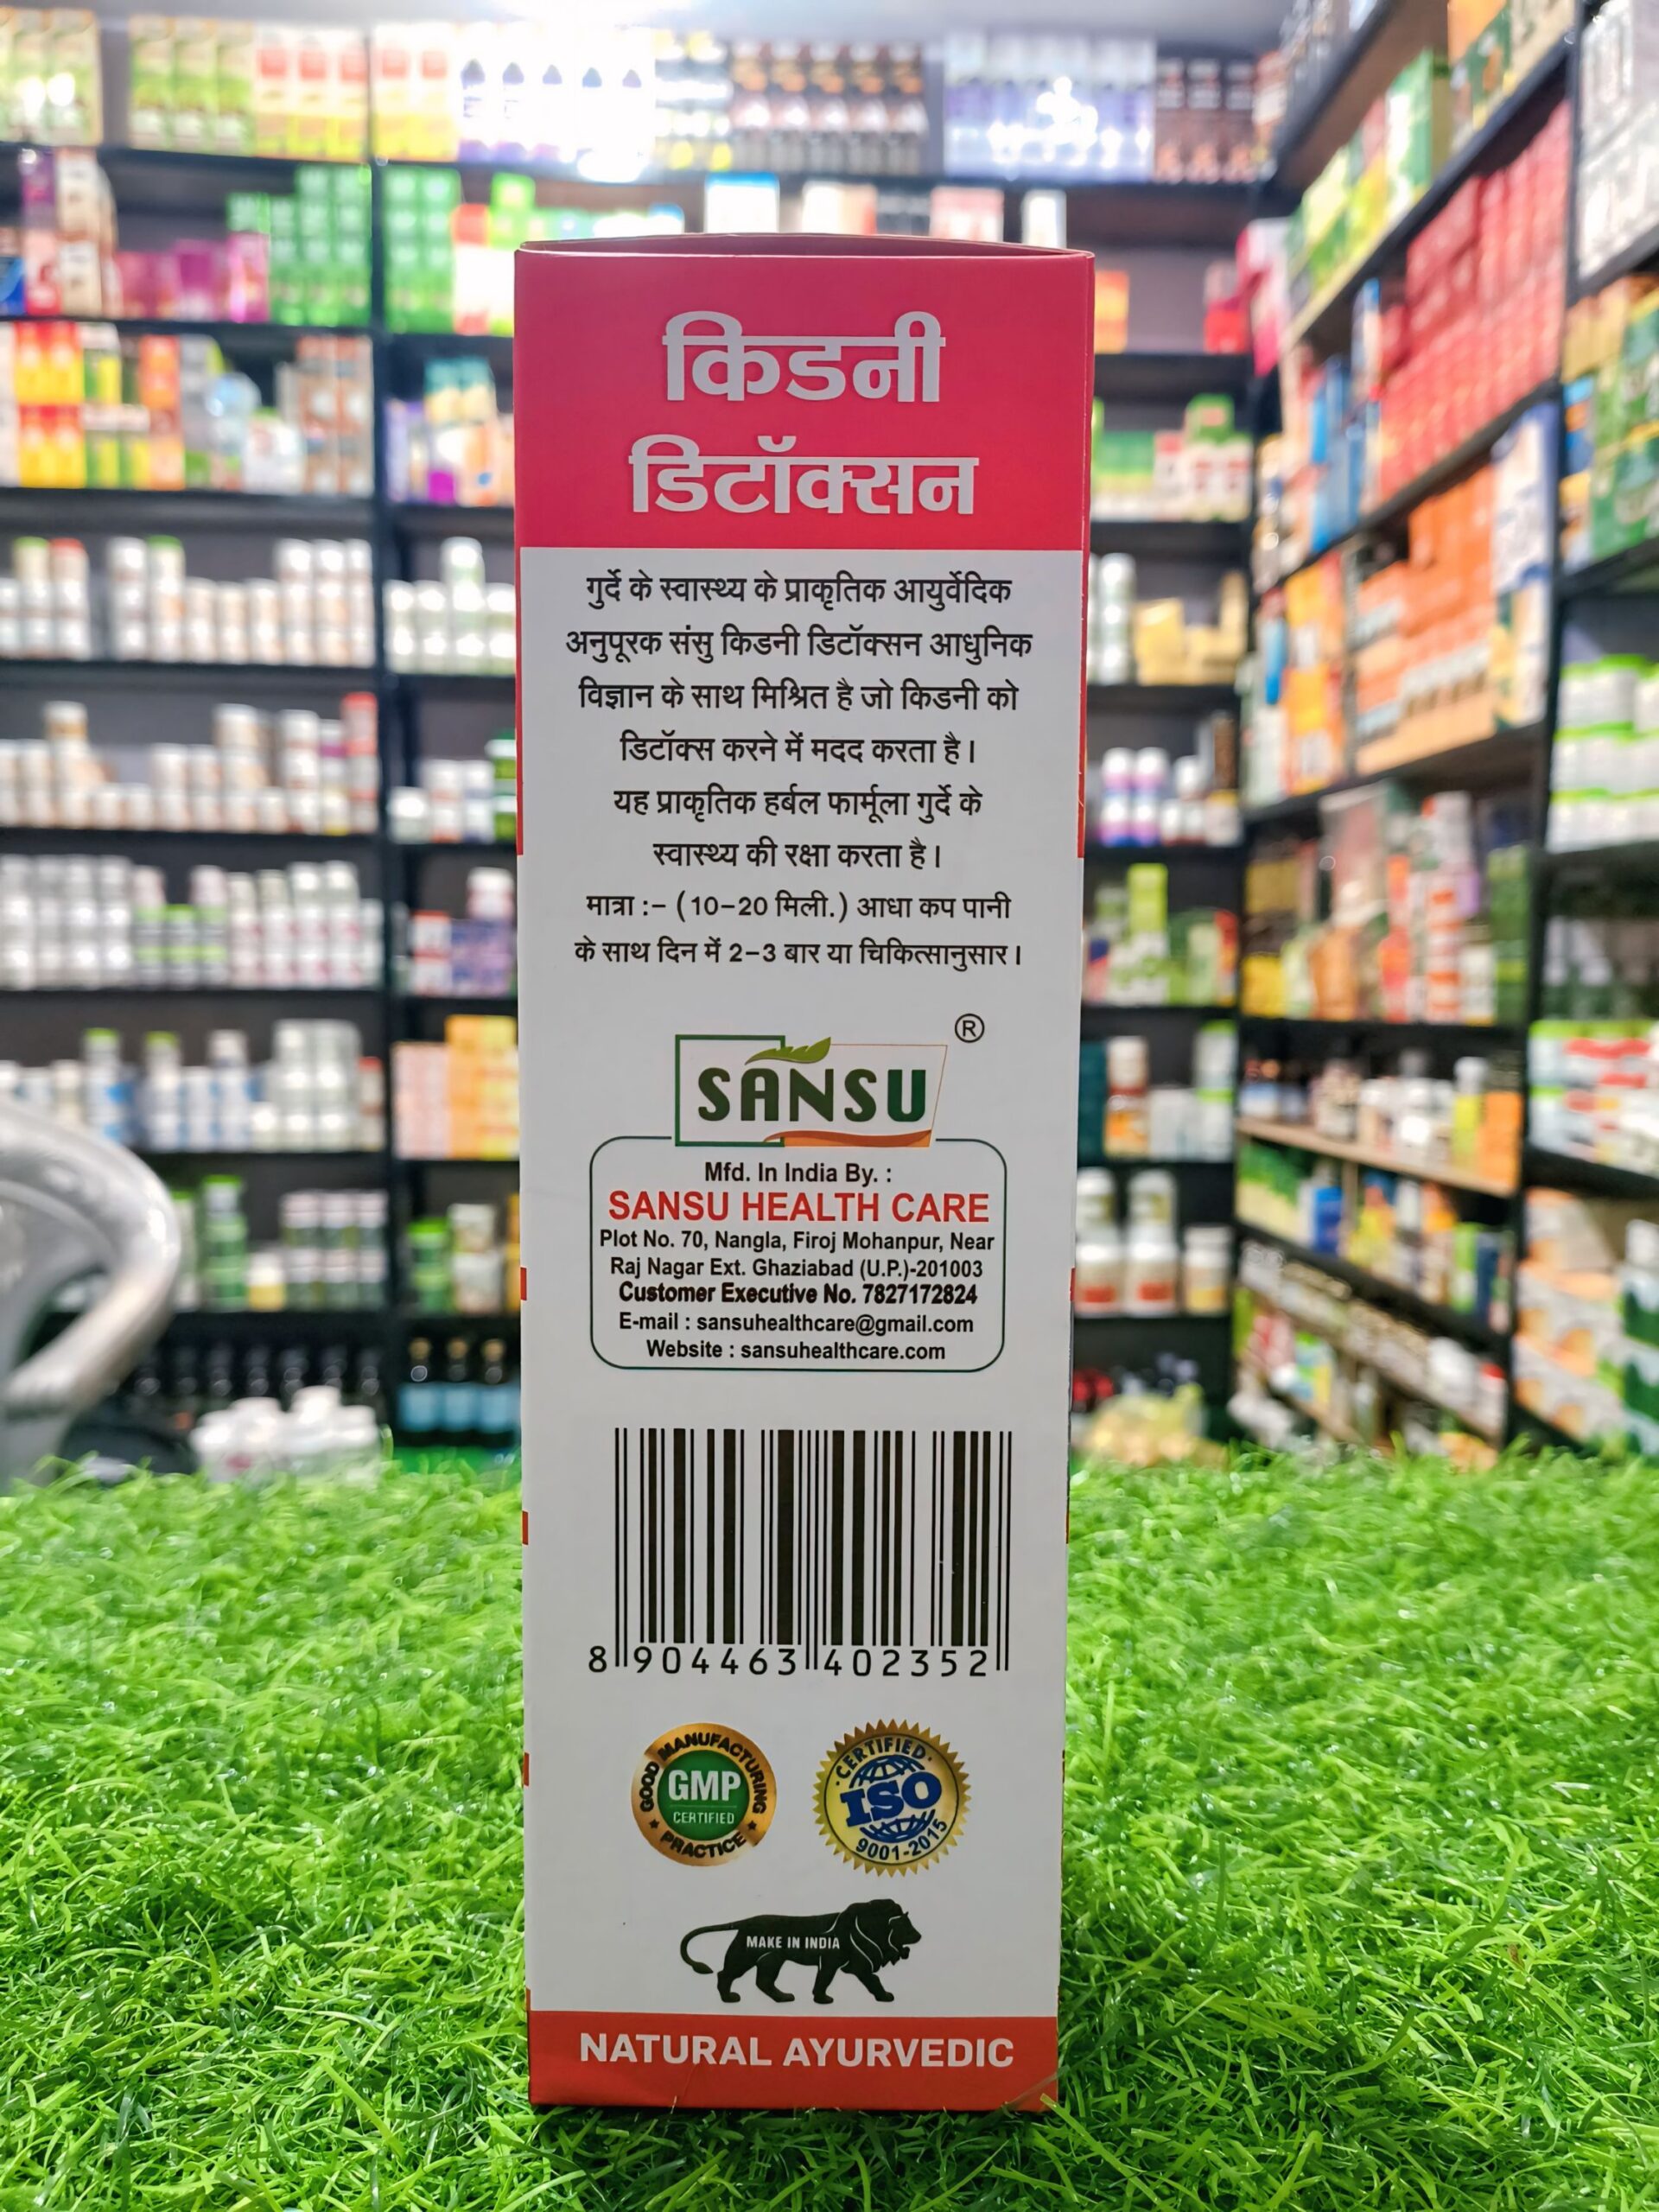 किडनी
डिटॉक्सन
गुर्दे के स्वास्थ्य के प्राकृतिक आयुर्वेदिक
अनुपूरक संसु किडनी डिटॉक्सन आधुनिक
विज्ञान के साथ मिश्रित है जो किडनी को
डिटॉक्स करने में मदद करता है।
यह प्राकृतिक हर्बल फार्मूला गुर्दे के
स्वास्थ्य की रक्षा करता है।
मात्रा :- (10-20 मिली.) आधा कप पानी
के साथ दिन में 2-3 बार या चिकित्सानुसार।
®
SANSU
Mfd. In India By. :
SANSU HEALTH CARE
Plot No. 70, Nangla, Firoj Mohanpur, Near
Raj Nagar Ext. Ghaziabad (U.P.)-201003
Customer Executive No. 7827172824
E-mail : sansuhealthcare@gmail.com
Website : sansuhealthcare.com
8 904463 402352
GOOD MANUFACTURING
GMP
CERTIFIED
PRACTICE
CERTIFIED
ISO
9001-2015
MAKE IN INDIA
NATURAL AYURVEDIC